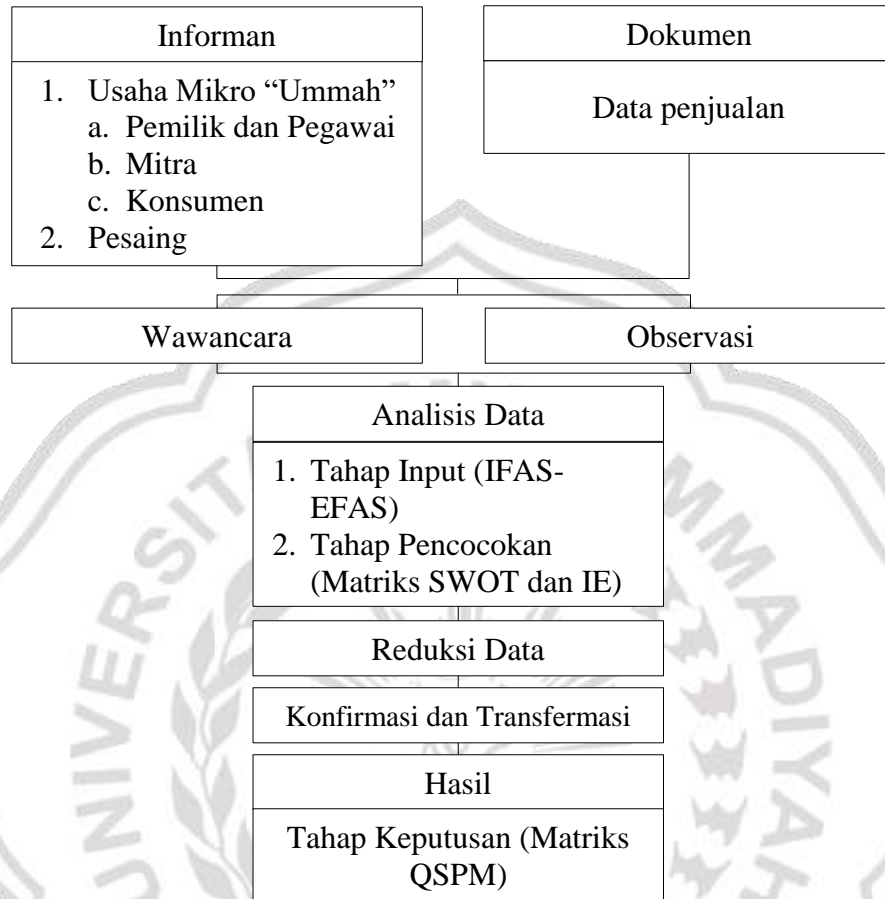 Informan
1. Usaha Mikro “Ummah”
a. Pemilik dan Pegawai
b. Mitra
c. Konsumen
2. Pesaing
Dokumen
Data penjualan
Wawancara
Observasi
Analisis Data
1. Tahap Input (IFAS-
EFAS)
2. Tahap Pencocokan
(Matriks SWOT dan IE)
Reduksi Data
Konfirmasi dan Transfermasi
Hasil
Tahap Keputusan (Matriks
QSPM)